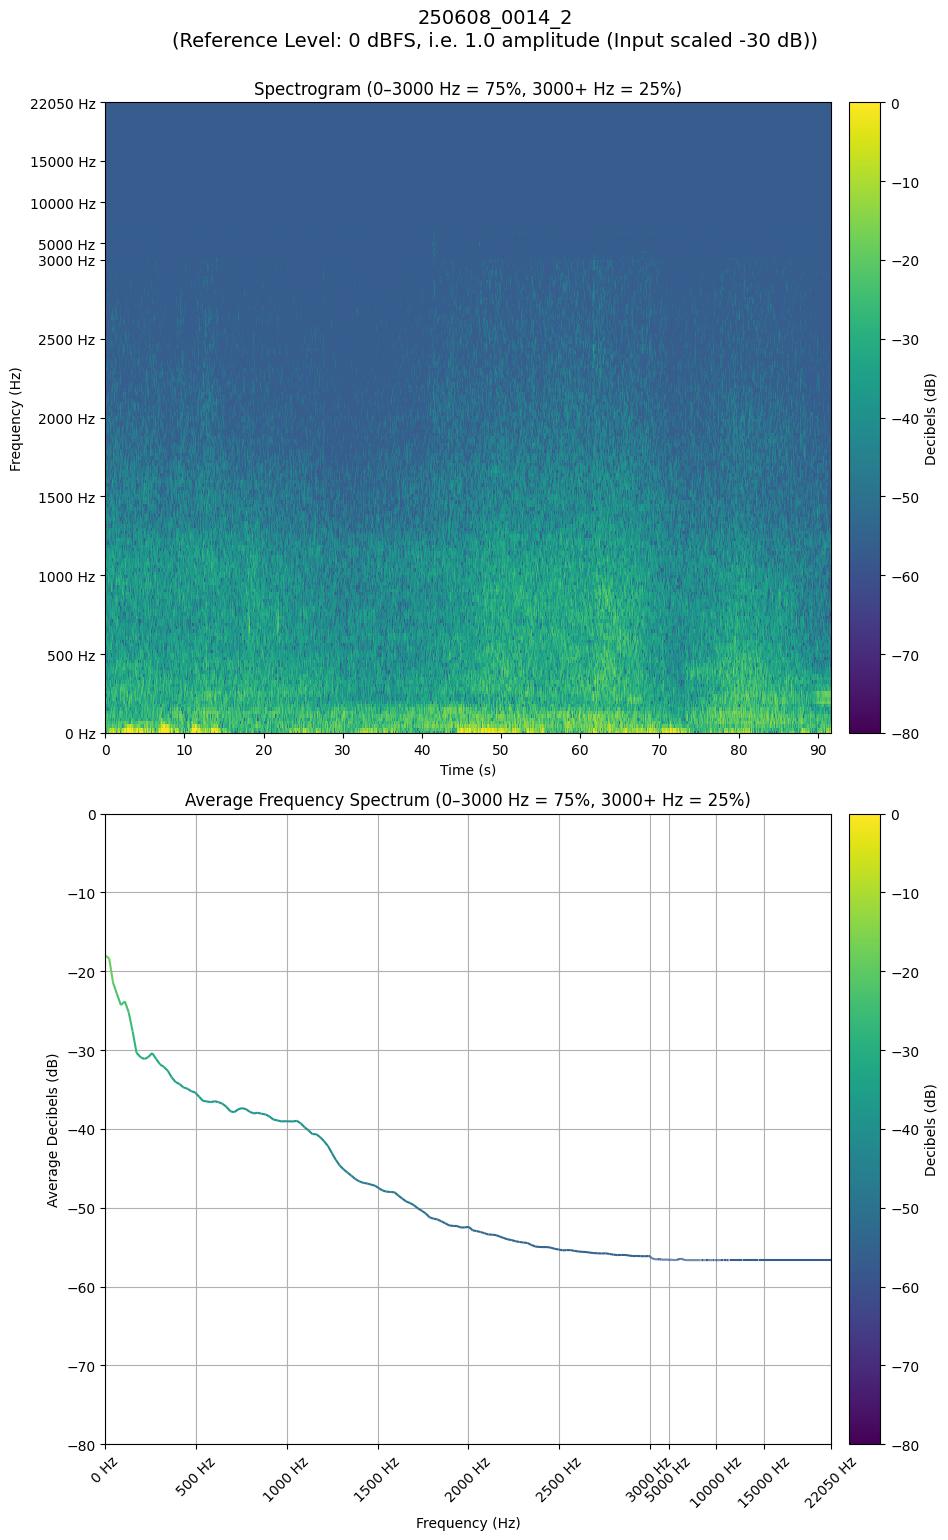 250608_0014_2
(Reference Level: 0 dBFS, i.e. 1.0 amplitude (Input scaled -30 dB))
Spectrogram (0–3000 Hz = 75%, 3000+ Hz = 25%)
22050 Hz
15000 Hz
10000 Hz
5000 Hz
3000 Hz
2500 Hz
2000 Hz
1500 Hz
1000 Hz
500 Hz
0 Hz
Frequency (Hz)
0 10 20 30 40 50 60 70 80 90
Time (s)
0
−10
−20
−30
−40
−50
−60
−70
−80
Decibels (dB)
Average Frequency Spectrum (0–3000 Hz = 75%, 3000+ Hz = 25%)
0
−10
−20
−30
−40
−50
−60
−70
−80
Average Decibels (dB)
0 Hz 500 Hz 1000 Hz 1500 Hz 2000 Hz 2500 Hz 3000 Hz 5000 Hz 10000 Hz 15000 Hz 22050 Hz
Frequency (Hz)
0
−10
−20
−30
−40
−50
−60
−70
−80
Decibels (dB)